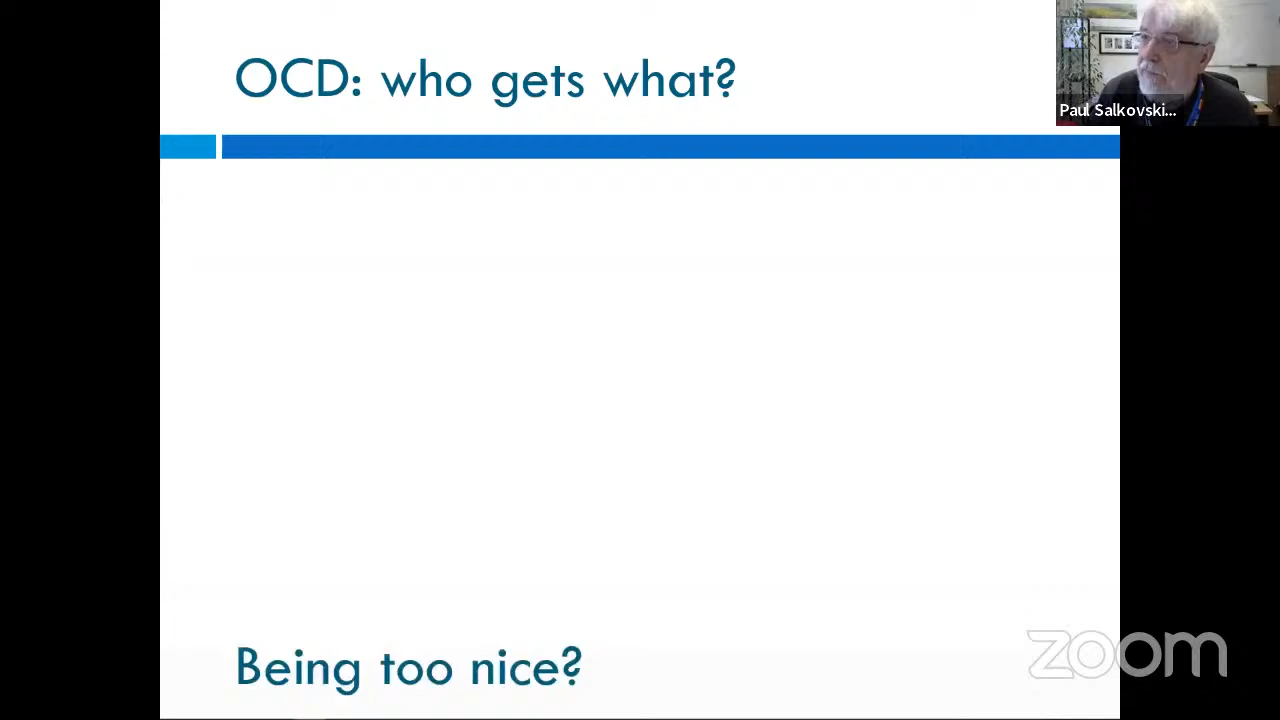 OCD: who gets what?
Paul Salkovski...
Being too nice?
zoom